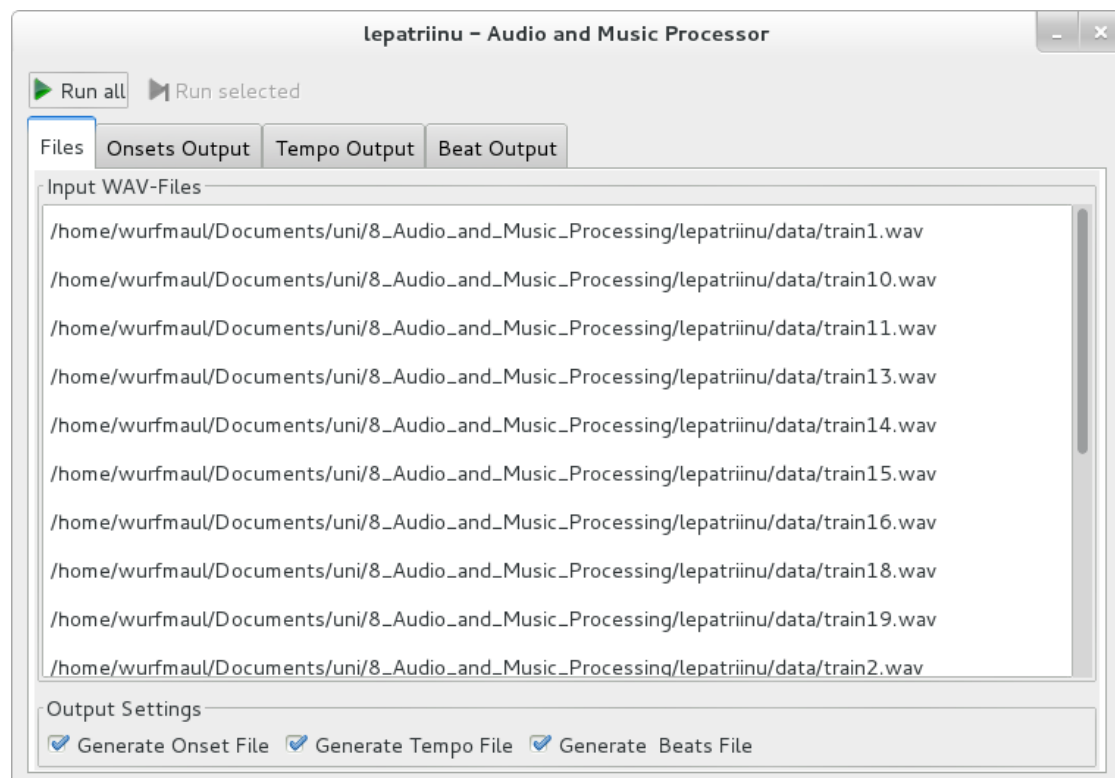 lepatriinu – Audio and Music Processor
Run all Run selected
Files Onsets Output Tempo Output Beat Output
Input WAV-Files
/home/wurfmaul/Documents/uni/8_Audio_and_Music_Processing/lepatriinu/data/train1.wav
/home/wurfmaul/Documents/uni/8_Audio_and_Music_Processing/lepatriinu/data/train10.wav
/home/wurfmaul/Documents/uni/8_Audio_and_Music_Processing/lepatriinu/data/train11.wav
/home/wurfmaul/Documents/uni/8_Audio_and_Music_Processing/lepatriinu/data/train13.wav
/home/wurfmaul/Documents/uni/8_Audio_and_Music_Processing/lepatriinu/data/train14.wav
/home/wurfmaul/Documents/uni/8_Audio_and_Music_Processing/lepatriinu/data/train15.wav
/home/wurfmaul/Documents/uni/8_Audio_and_Music_Processing/lepatriinu/data/train16.wav
/home/wurfmaul/Documents/uni/8_Audio_and_Music_Processing/lepatriinu/data/train18.wav
/home/wurfmaul/Documents/uni/8_Audio_and_Music_Processing/lepatriinu/data/train19.wav
/home/wurfmaul/Documents/uni/8_Audio_and_Music_Processing/lepatriinu/data/train2.wav
Output Settings
Generate Onset File Generate Tempo File Generate  Beats File